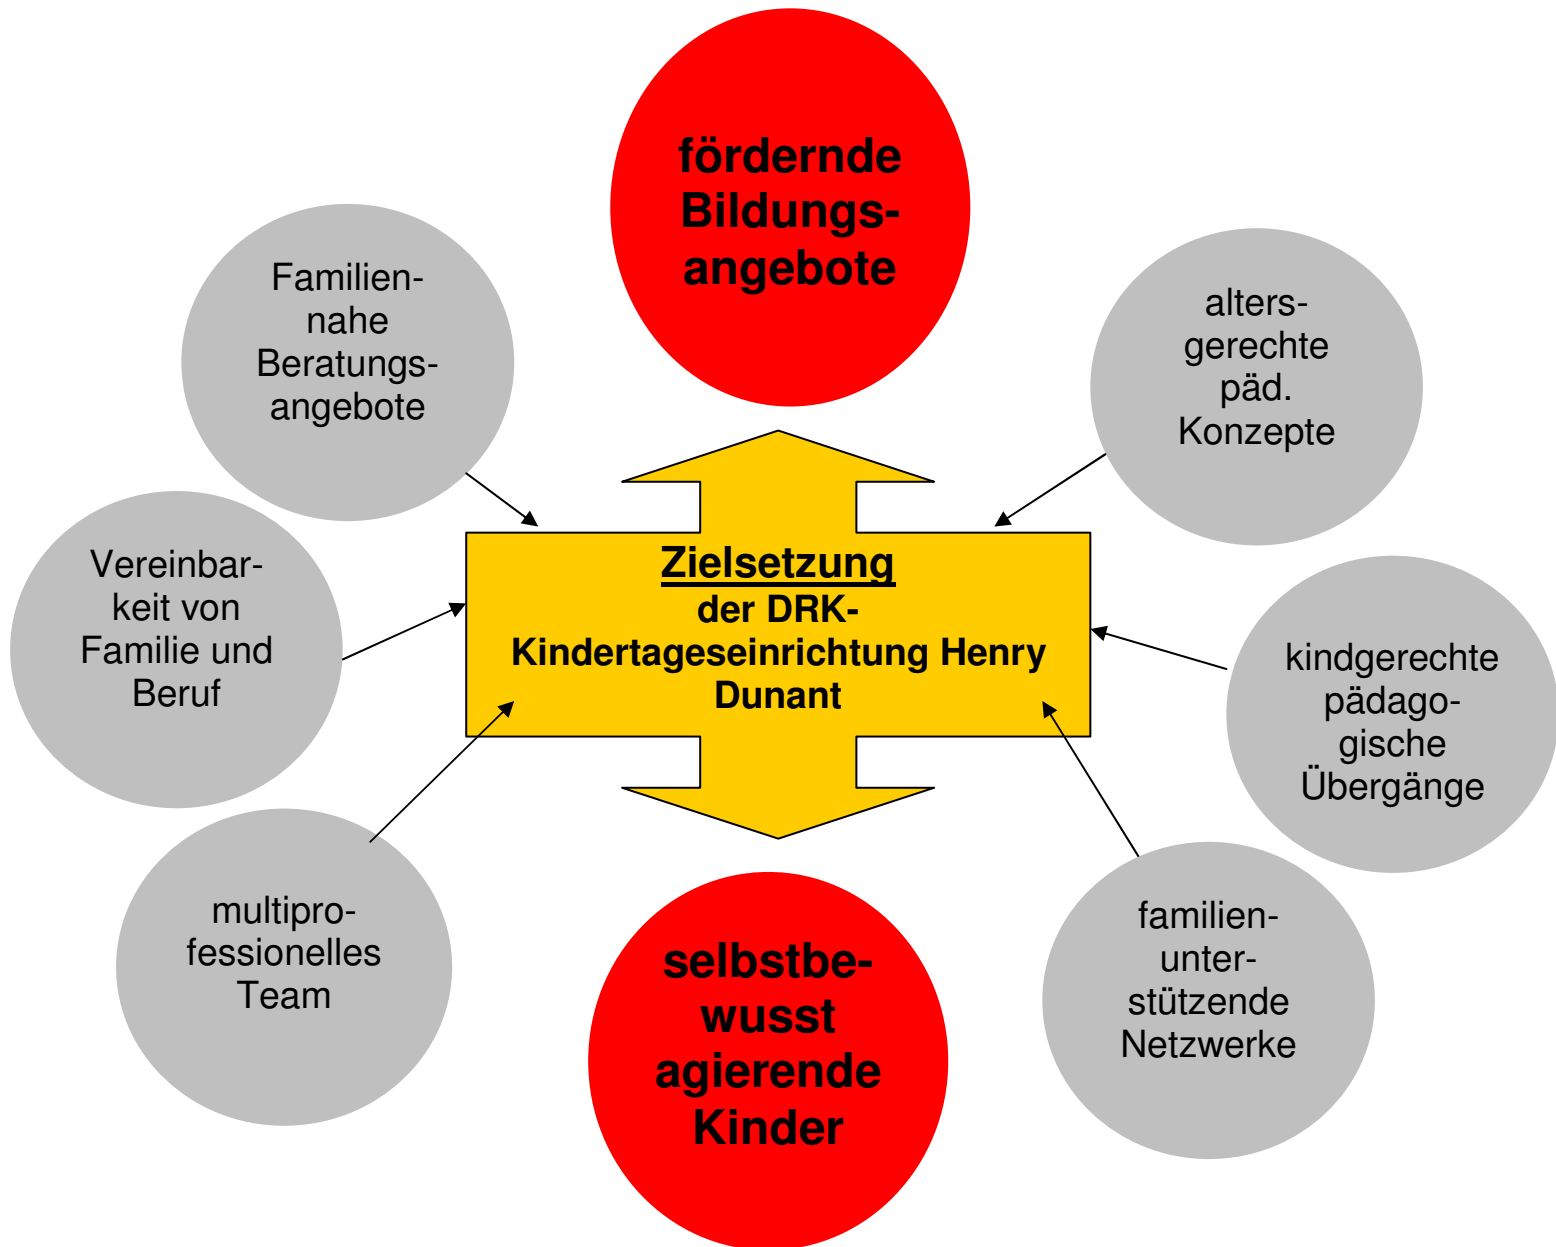 fördernde
Bildungs-
angebote
Familien-
nahe
Beratungs-
angebote
alters-
gerechte
päd.
Konzepte
Vereinbar-
keit von
Familie und
Beruf
Zielsetzung
der DRK-
Kindertageseinrichtung Henry
Dunant
kindgerechte
pädago-
gische
Übergänge
multipro-
fessionelles
Team
familien-
unter-
stützende
Netzwerke
selbstbe-
wusst
agierende
Kinder